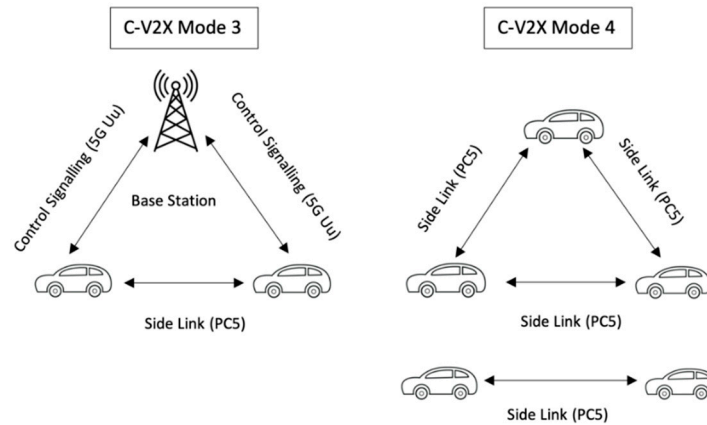 C-V2X Mode 3
Control Signalling (5G Uu)
Control Signalling (5G Uu)
Base Station
Side Link (PC5)
C-V2X Mode 4
Side Link (PC5)
Side Link (PC5)
Side Link (PC5)
Side Link (PC5)